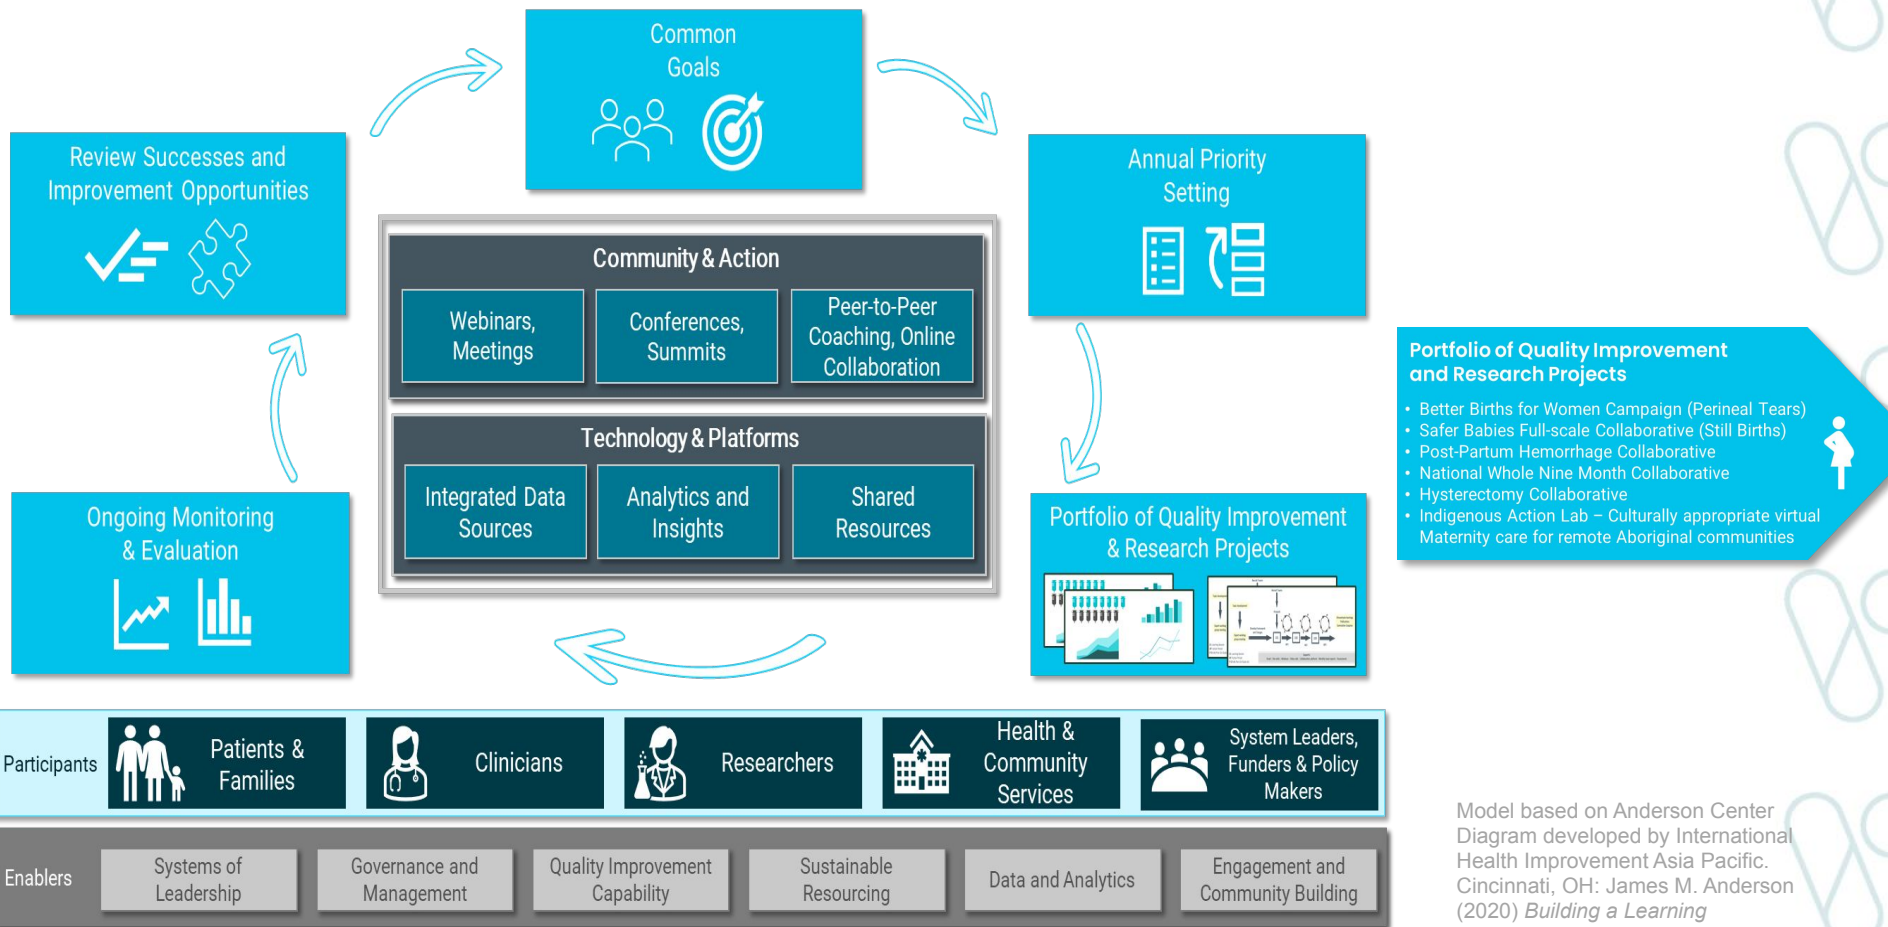 Common
Goals
Review Successes and
Improvement Opportunities
Annual Priority
Setting
Community & Action
Webinars,
Meetings
Conferences,
Summits
Peer-to-Peer
Coaching, Online
Collaboration
Technology & Platforms
Integrated Data
Sources
Analytics and
Insights
Shared
Resources
Portfolio of Quality Improvement
and Research Projects
• Better Births for Women Campaign (Perineal Tears)
• Safer Babies Full-scale Collaborative (Still Births)
• Post-Partum Hemorrhage Collaborative
• National Whole Nine Month Collaborative
• Hysterectomy Collaborative
• Indigenous Action Lab – Culturally appropriate virtual
Maternity care for remote Aboriginal communities
Ongoing Monitoring
& Evaluation
Portfolio of Quality Improvement
& Research Projects
Participants
Patients &
Families
Clinicians
Researchers
Health &
Community
Services
System Leaders,
Funders & Policy
Makers
Enablers
Systems of
Leadership
Governance and
Management
Quality Improvement
Capability
Sustainable
Resourcing
Data and Analytics
Engagement and
Community Building
Model based on Anderson Center
Diagram developed by International
Health Improvement Asia Pacific.
Cincinnati, OH: James M. Anderson
(2020) Building a Learning